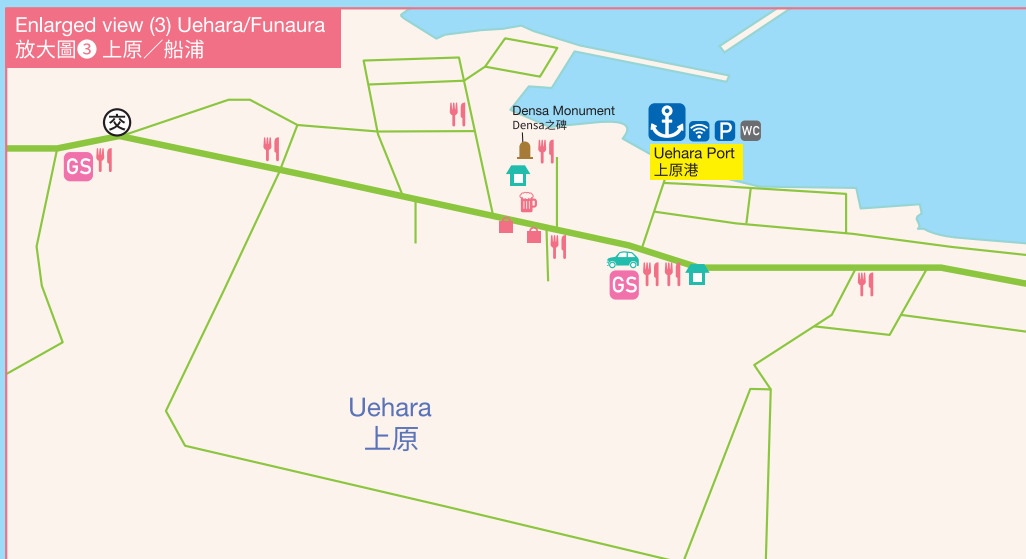 Enlarged view (3) Uehara/Funaura
放大圖❸ 上原／船浦
交
GS
Densa Monument
Densa之碑
P
WC
Uehara Port
上原港
GS
Uehara
上原